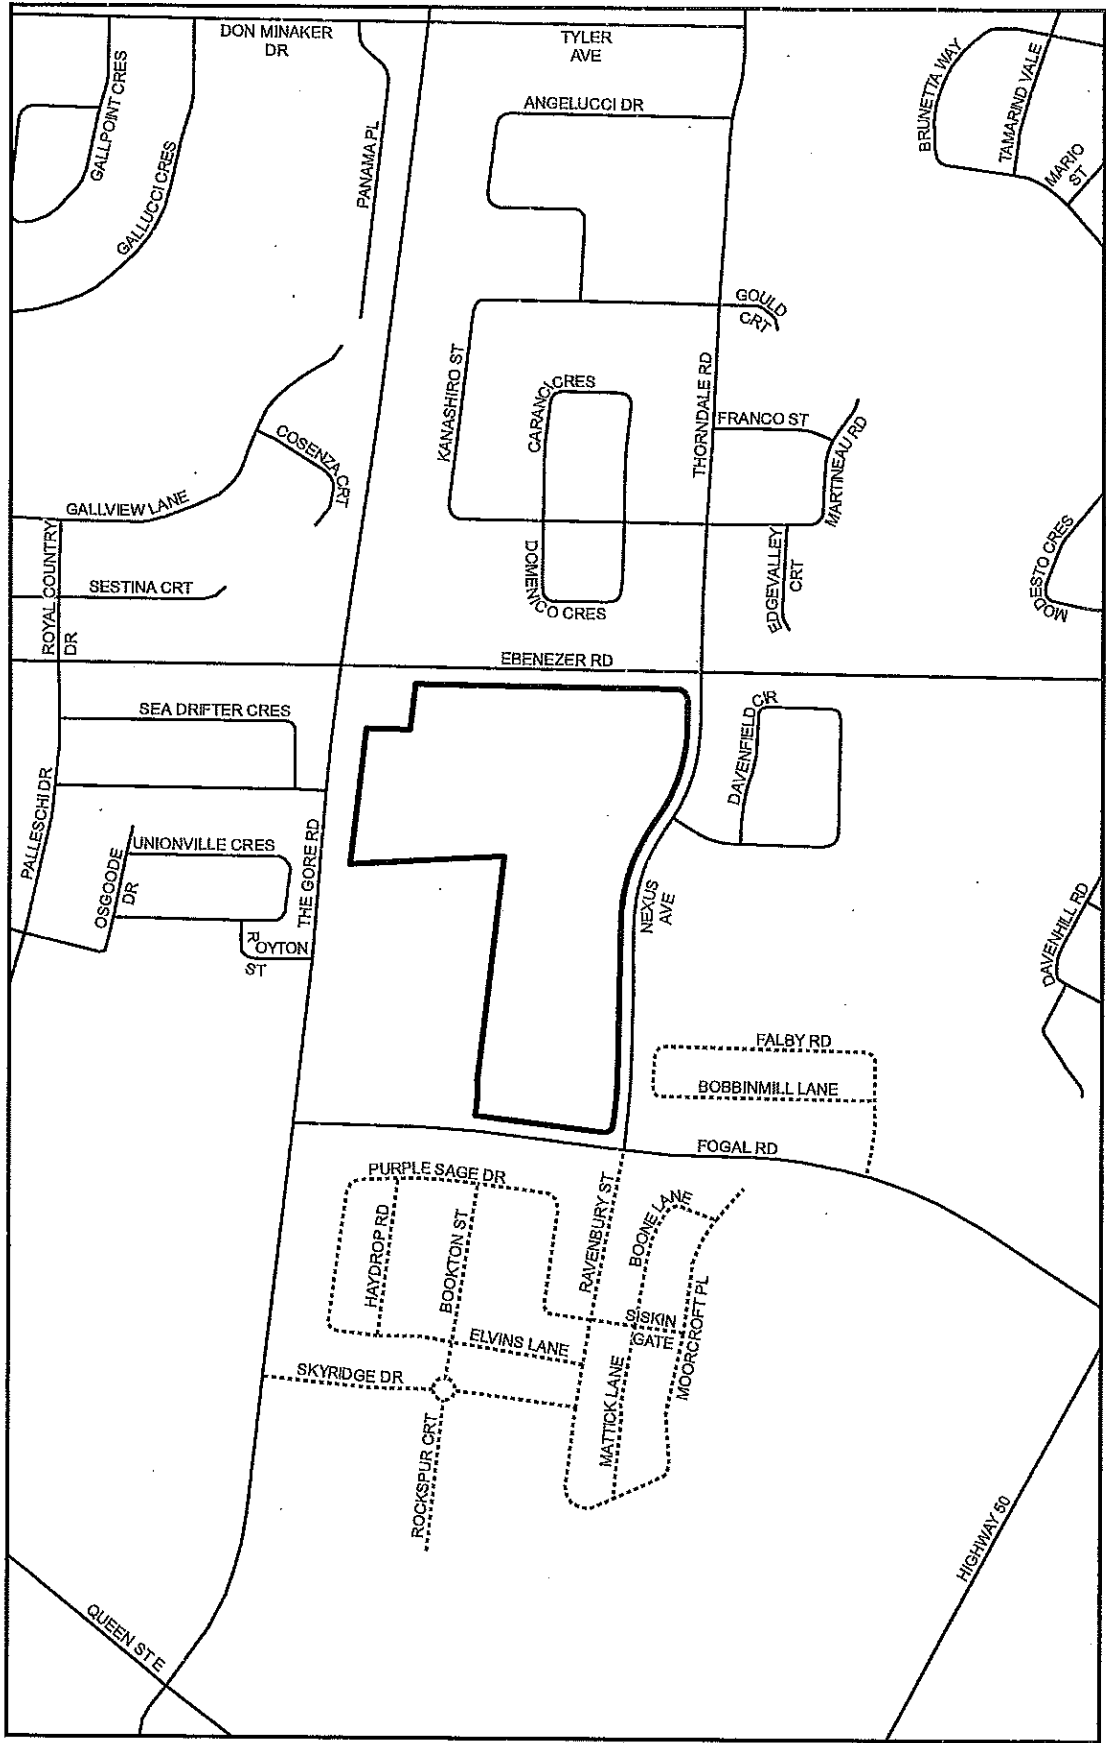 DON MINAKER
DR
TYLER
AVE
GALLPOINT CRES
GALLUCCI CRES
PANAMA PL
ANGELUCCI DR
BRUNETTA WAY
TAMARIND VALE
MARIO
ST
GOULD
CRT
KANASHIRO ST
CARANCI CRES
THORNDALE RD
FRANCO ST
MARTINEAU RD
COSENZA CRT
GALLVIEW LANE
ROYAL COUNTRY
DR
SESTINA CRT
DOMENICO CRES
EDGEVALLEY
CRT
MODESTO CRES
EBENEZER RD
SEA DRIFTER CRES
DAVENFIELD CIR
PALLESCHI DR
UNIONVILLE CRES
OSGOODE
DR
THE GORE RD
ROYTON
ST
NEXUS
AVE
DAVENHILL RD
FALBY RD
BOBBINMILL LANE
FOGAL RD
PURPLE SAGE DR
HAYDROP RD
BOOKTON ST
RAVENBURY ST
BOONE LANE
SISKIN
GATE
MOORCROFT PL
ELVINS LANE
SKYRIDGE DR
MATTICK LANE
ROCKSPUR CRT
HIGHWAY 50
QUEEN ST E